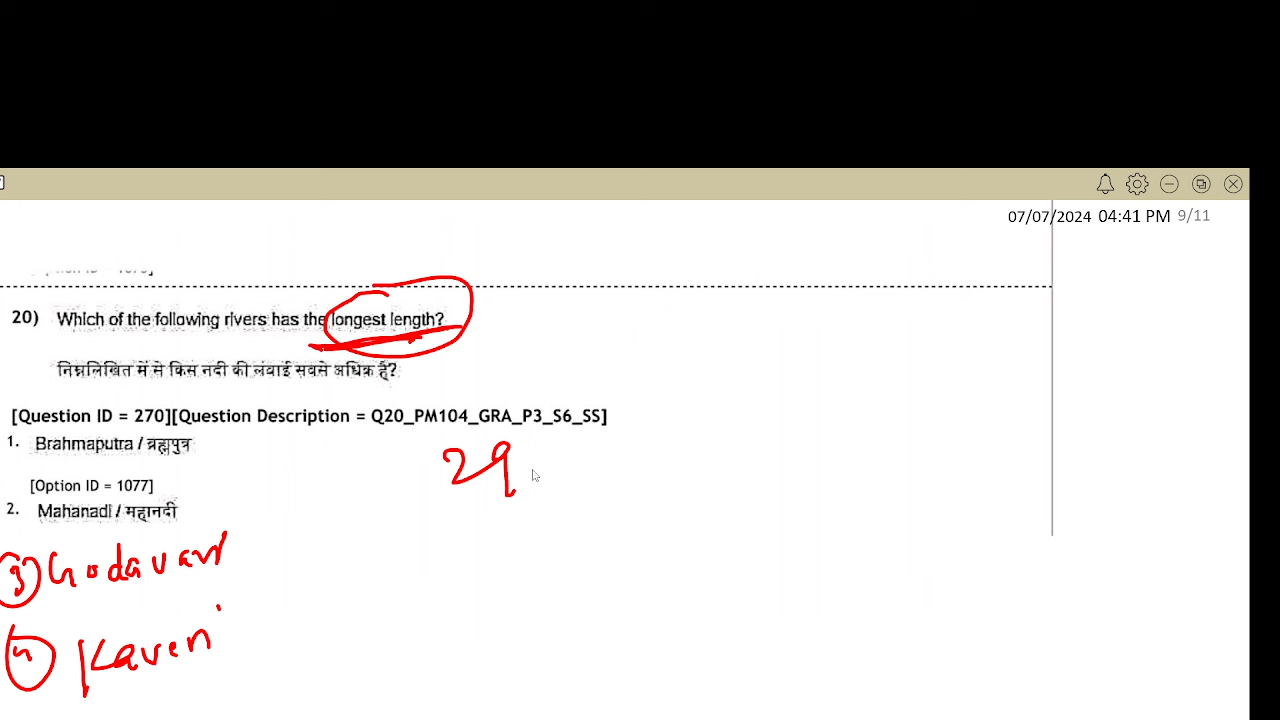 07/07/2024 04:41 PM 9/11
20) Which of the following rivers has the longest length?
निम्नलिखित में से किस नदी की लंबाई सबसे अधिक है?
[Question ID = 270][Question Description = Q20_PM104_GRA_P3_S6_SS]
1. Brahmaputra / ब्रह्मपुत्र
29
[Option ID = 1077]
2. Mahanadi / महानदी
3 Godavari
4 Kaveri